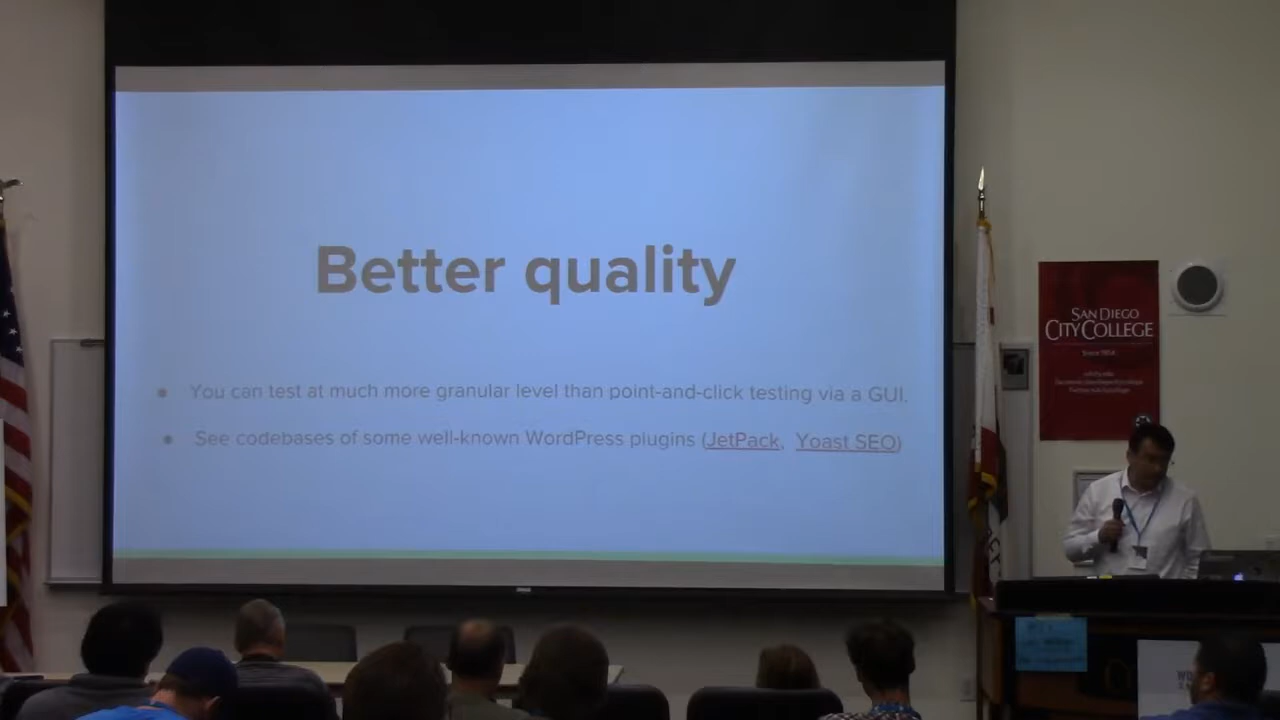 Better quality
You can test at much more granular level than point-and-click testing via a GUI.
See codebases of some well-known WordPress plugins (JetPack, Yoast SEO)
SAN DIEGO
CITY COLLEGE